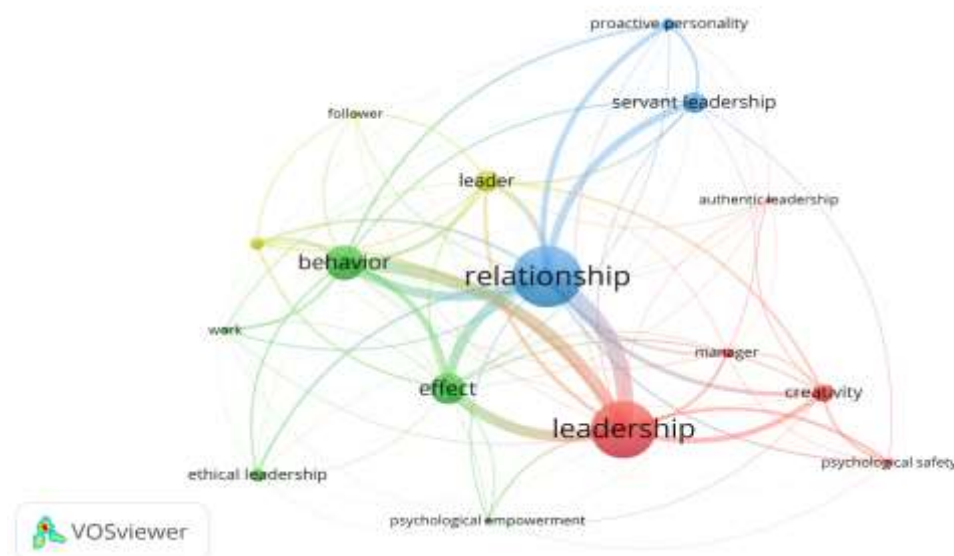 proactive personality
servant leadership
follower
leader
authentic leadership
behavior
relationship
work
manager
effect
creativity
leadership
psychological safety
ethical leadership
psychological empowerment
VOSviewer